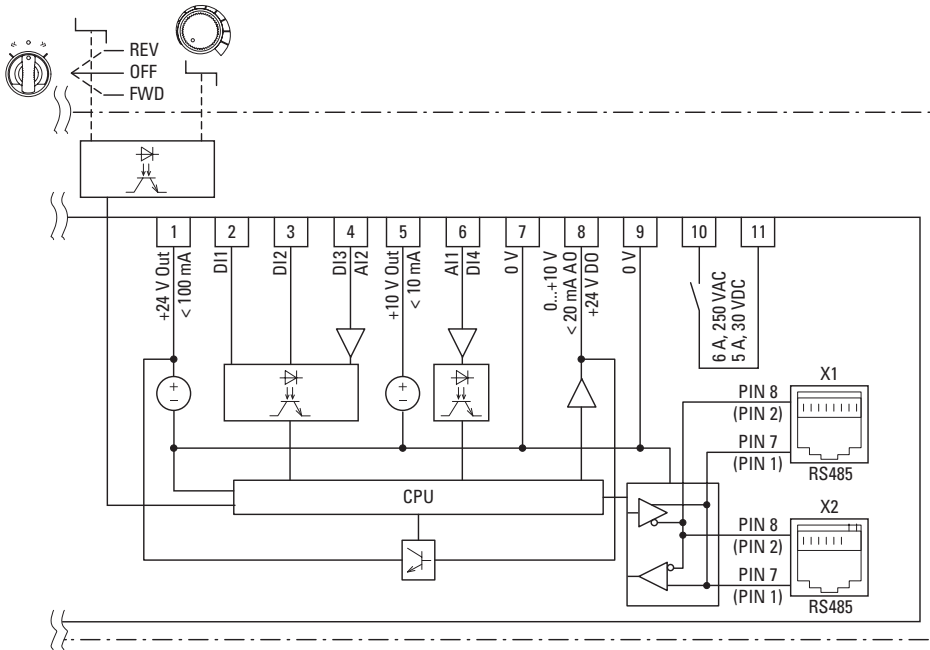 REV
OFF
FWD
1 2 3 4 5 6 7 8 9 10 11
+24 V Out
< 100 mA
DI1
DI2
DI3
AI2
+10 V Out
< 10 mA
AI1
DI4
0 V
0...+10 V
< 20 mA AO
+24 V DO
0 V
6 A, 250 VAC
5 A, 30 VDC
+
−
+
−
X1
PIN 8
(PIN 2)
PIN 7
(PIN 1)
RS485
CPU
X2
PIN 8
(PIN 2)
PIN 7
(PIN 1)
RS485